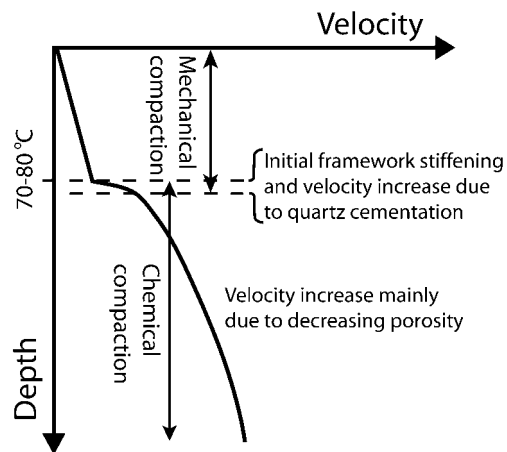 Velocity
Mechanical
compaction
70-80°C
Initial framework stiffening
and velocity increase due
to quartz cementation
Chemical
compaction
Velocity increase mainly
due to decreasing porosity
Depth